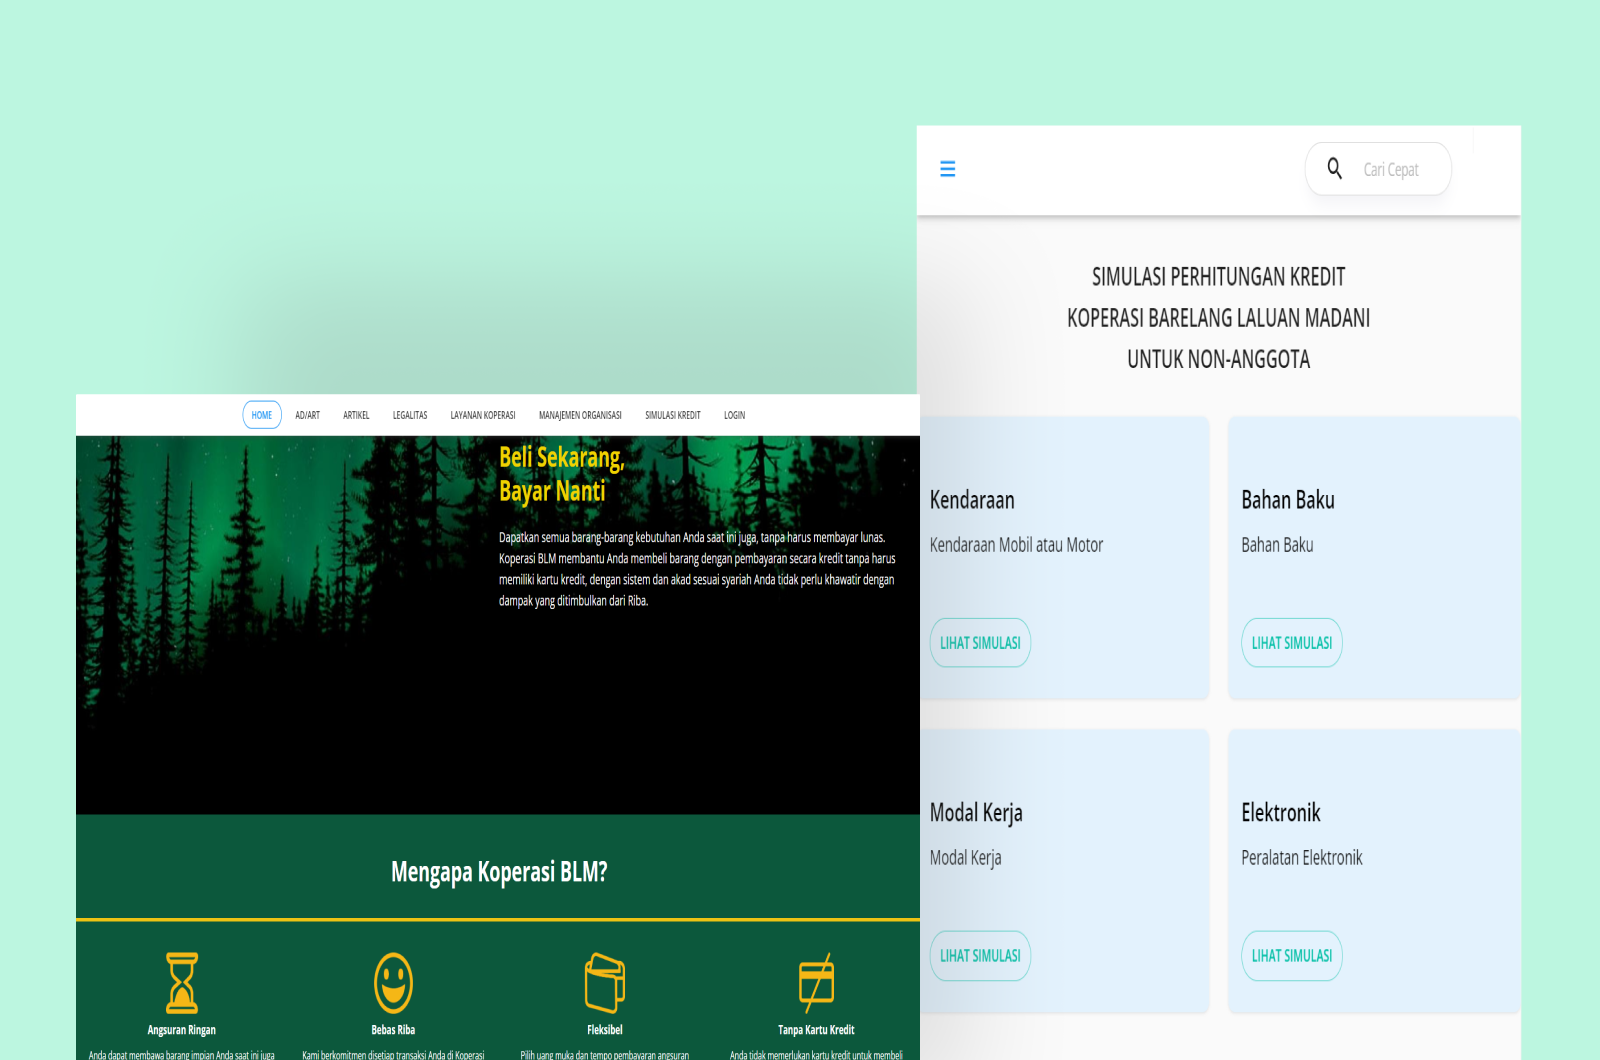 Cari Cepat
SIMULASI PERHITUNGAN KREDIT
KOPERASI BARELANG LALUAN MADANI
UNTUK NON-ANGGOTA
Kendaraan
Kendaraan Mobil atau Motor
LIHAT SIMULASI
Bahan Baku
Bahan Baku
LIHAT SIMULASI
Modal Kerja
Modal Kerja
LIHAT SIMULASI
Elektronik
Peralatan Elektronik
LIHAT SIMULASI
HOME AD/ART ARTIKEL LEGALITAS LAYANAN KOPERASI MANAJEMEN ORGANISASI SIMULASI KREDIT LOGIN
Beli Sekarang,
Bayar Nanti
Dapatkan semua barang-barang kebutuhan Anda saat ini juga, tanpa harus membayar lunas.
Koperasi BLM membantu Anda membeli barang dengan pembayaran secara kredit tanpa harus
memiliki kartu kredit, dengan sistem dan akad sesuai syariah Anda tidak perlu khawatir dengan
dampak yang ditimbulkan dari Riba.
Mengapa Koperasi BLM?
Angsuran Ringan
Anda dapat membawa barang impian Anda saat ini juga
Bebas Riba
Kami berkomitmen disetiap transaksi Anda di Koperasi
Fleksibel
Pilih uang muka dan tempo pembayaran angsuran
Tanpa Kartu Kredit
Anda tidak memerlukan kartu kredit untuk membeli